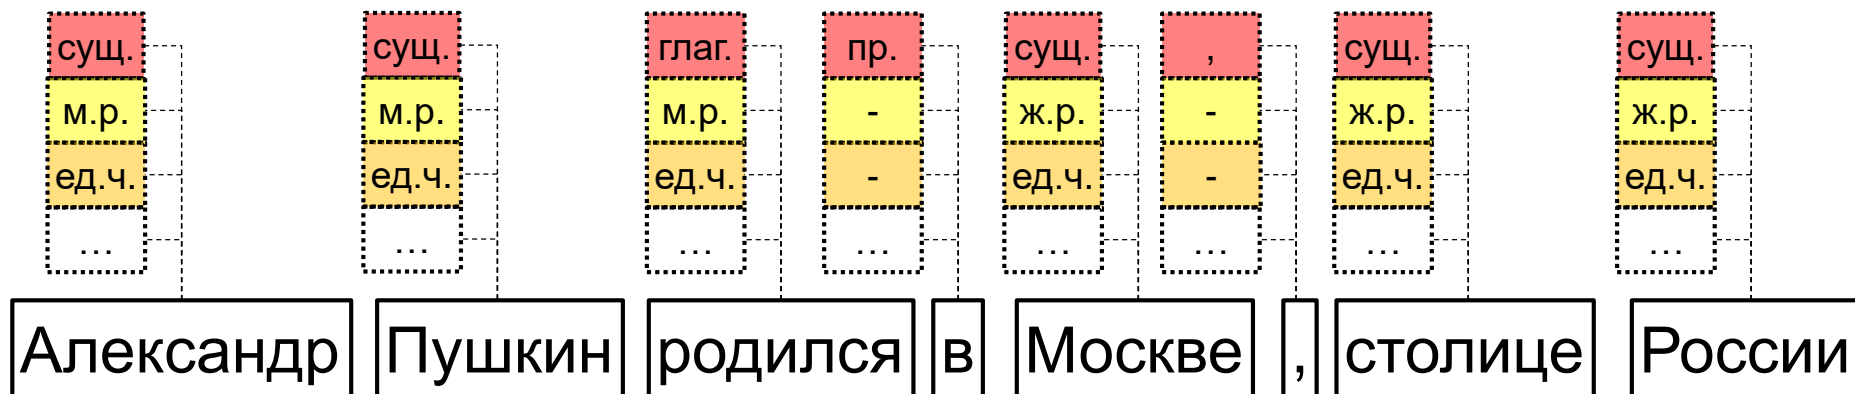 сущ. сущ. глаг. пр. сущ. , сущ. сущ.
м.р. м.р. м.р. - ж.р. - ж.р. ж.р.
ед.ч. ед.ч. ед.ч. - ед.ч. - ед.ч. ед.ч.
... ... ... ... ... ... ... ...
Александр Пушкин родился в Москве , столице России